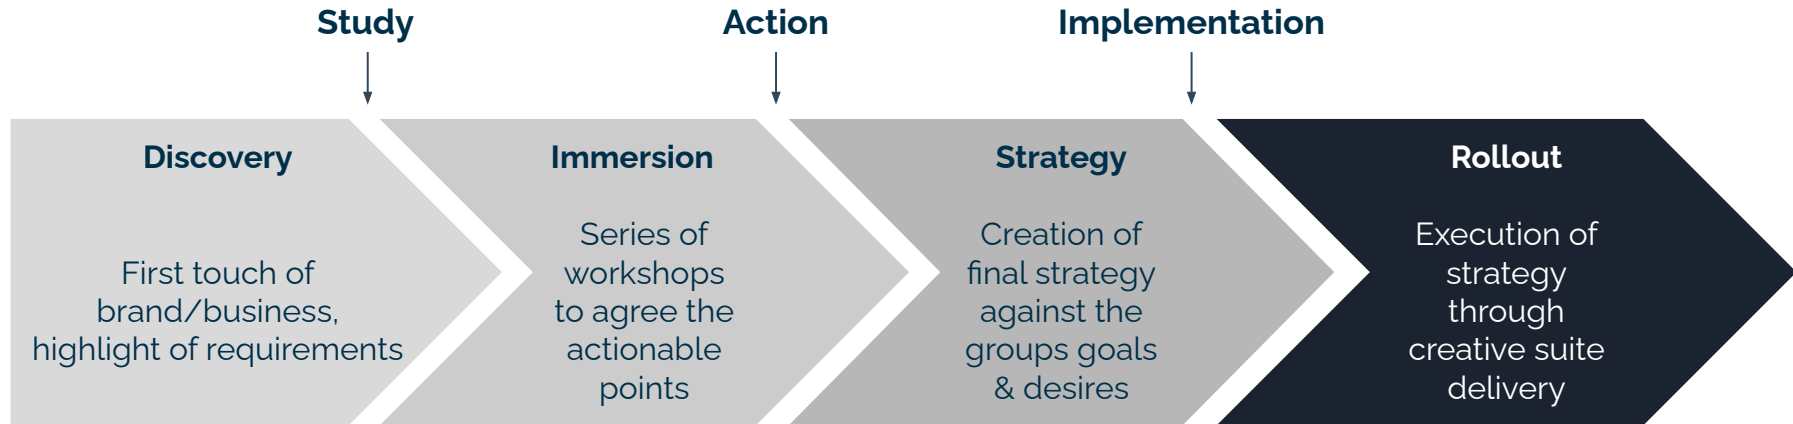 Study
Action
Implementation
Discovery
First touch of
brand/business,
highlight of requirements
Immersion
Series of
workshops
to agree the
actionable
points
Strategy
Creation of
final strategy
against the
groups goals
& desires
Rollout
Execution of
strategy
through
creative suite
delivery